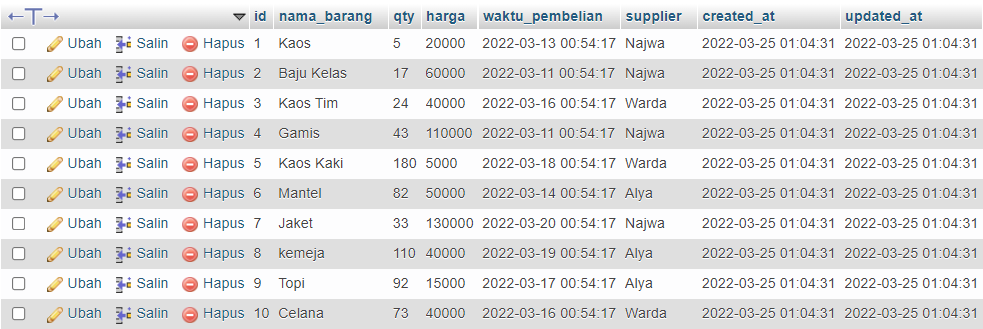 ←T→ id nama_barang qty harga waktu_pembelian supplier created_at updated_at
Ubah Salin Hapus 1 Kaos 5 20000 2022-03-13 00:54:17 Najwa 2022-03-25 01:04:31 2022-03-25 01:04:31
Ubah Salin Hapus 2 Baju Kelas 17 60000 2022-03-11 00:54:17 Najwa 2022-03-25 01:04:31 2022-03-25 01:04:31
Ubah Salin Hapus 3 Kaos Tim 24 40000 2022-03-16 00:54:17 Warda 2022-03-25 01:04:31 2022-03-25 01:04:31
Ubah Salin Hapus 4 Gamis 43 110000 2022-03-11 00:54:17 Najwa 2022-03-25 01:04:31 2022-03-25 01:04:31
Ubah Salin Hapus 5 Kaos Kaki 180 5000 2022-03-18 00:54:17 Warda 2022-03-25 01:04:31 2022-03-25 01:04:31
Ubah Salin Hapus 6 Mantel 82 50000 2022-03-14 00:54:17 Alya 2022-03-25 01:04:31 2022-03-25 01:04:31
Ubah Salin Hapus 7 Jaket 33 130000 2022-03-20 00:54:17 Najwa 2022-03-25 01:04:31 2022-03-25 01:04:31
Ubah Salin Hapus 8 kemeja 110 40000 2022-03-19 00:54:17 Alya 2022-03-25 01:04:31 2022-03-25 01:04:31
Ubah Salin Hapus 9 Topi 92 15000 2022-03-17 00:54:17 Alya 2022-03-25 01:04:31 2022-03-25 01:04:31
Ubah Salin Hapus 10 Celana 73 40000 2022-03-16 00:54:17 Warda 2022-03-25 01:04:31 2022-03-25 01:04:31